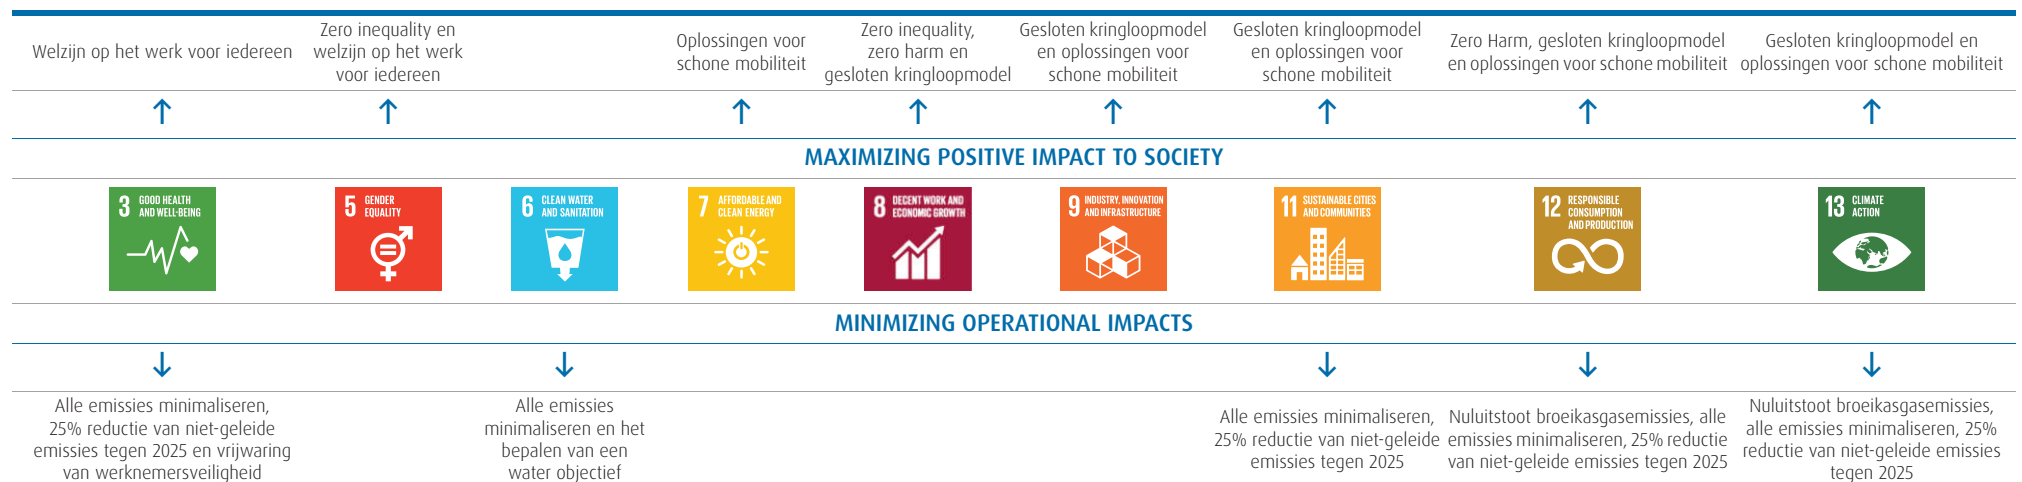 Welzijn op het werk voor iedereen
Zero inequality en
welzijn op het werk
voor iedereen
Oplossingen voor
schone mobiliteit
Zero inequality,
zero harm en
gesloten kringloopmodel
Gesloten kringloopmodel
en oplossingen voor
schone mobiliteit
Gesloten kringloopmodel
en oplossingen voor
schone mobiliteit
Zero Harm, gesloten kringloopmodel
en oplossingen voor schone mobiliteit
Gesloten kringloopmodel en
oplossingen voor schone mobiliteit
MAXIMIZING POSITIVE IMPACT TO SOCIETY
3 GOOD HEALTH
AND WELL-BEING
5 GENDER
EQUALITY
6 CLEAN WATER
AND SANITATION
7 AFFORDABLE AND
CLEAN ENERGY
8 DECENT WORK AND
ECONOMIC GROWTH
9 INDUSTRY, INNOVATION
AND INFRASTRUCTURE
11 SUSTAINABLE CITIES
AND COMMUNITIES
12 RESPONSIBLE
CONSUMPTION
AND PRODUCTION
13 CLIMATE
ACTION
MINIMIZING OPERATIONAL IMPACTS
Alle emissies minimaliseren,
25% reductie van niet-geleide
emissies tegen 2025 en vrijwaring
van werknemersveiligheid
Alle emissies
minimaliseren en het
bepalen van een
water objectief
Alle emissies minimaliseren,
25% reductie van niet-geleide
emissies tegen 2025
Nuluitstoot broeikasgasemissies, alle
emissies minimaliseren, 25% reductie
van niet-geleide emissies tegen 2025
Nuluitstoot broeikasgasemissies,
alle emissies minimaliseren, 25%
reductie van niet-geleide emissies
tegen 2025